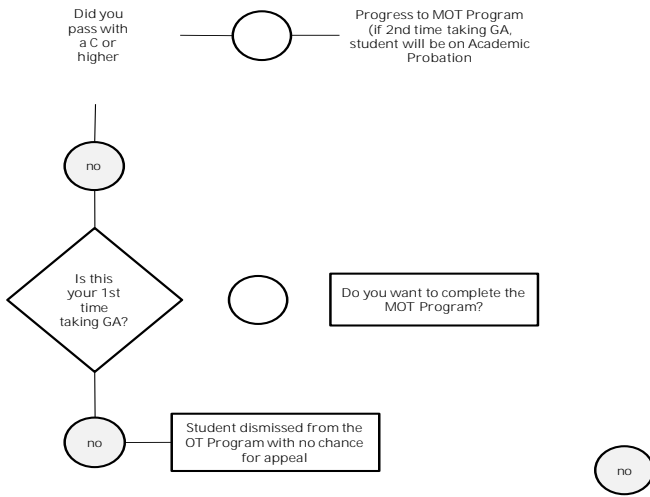 Did you
pass with
a C or
higher
Progress to MOT Program
(if 2nd time taking GA,
student will be on Academic
Probation
no
Is this
your 1st
time
taking GA?
Do you want to complete the
MOT Program?
no
Student dismissed from the
OT Program with no chance
for appeal
no